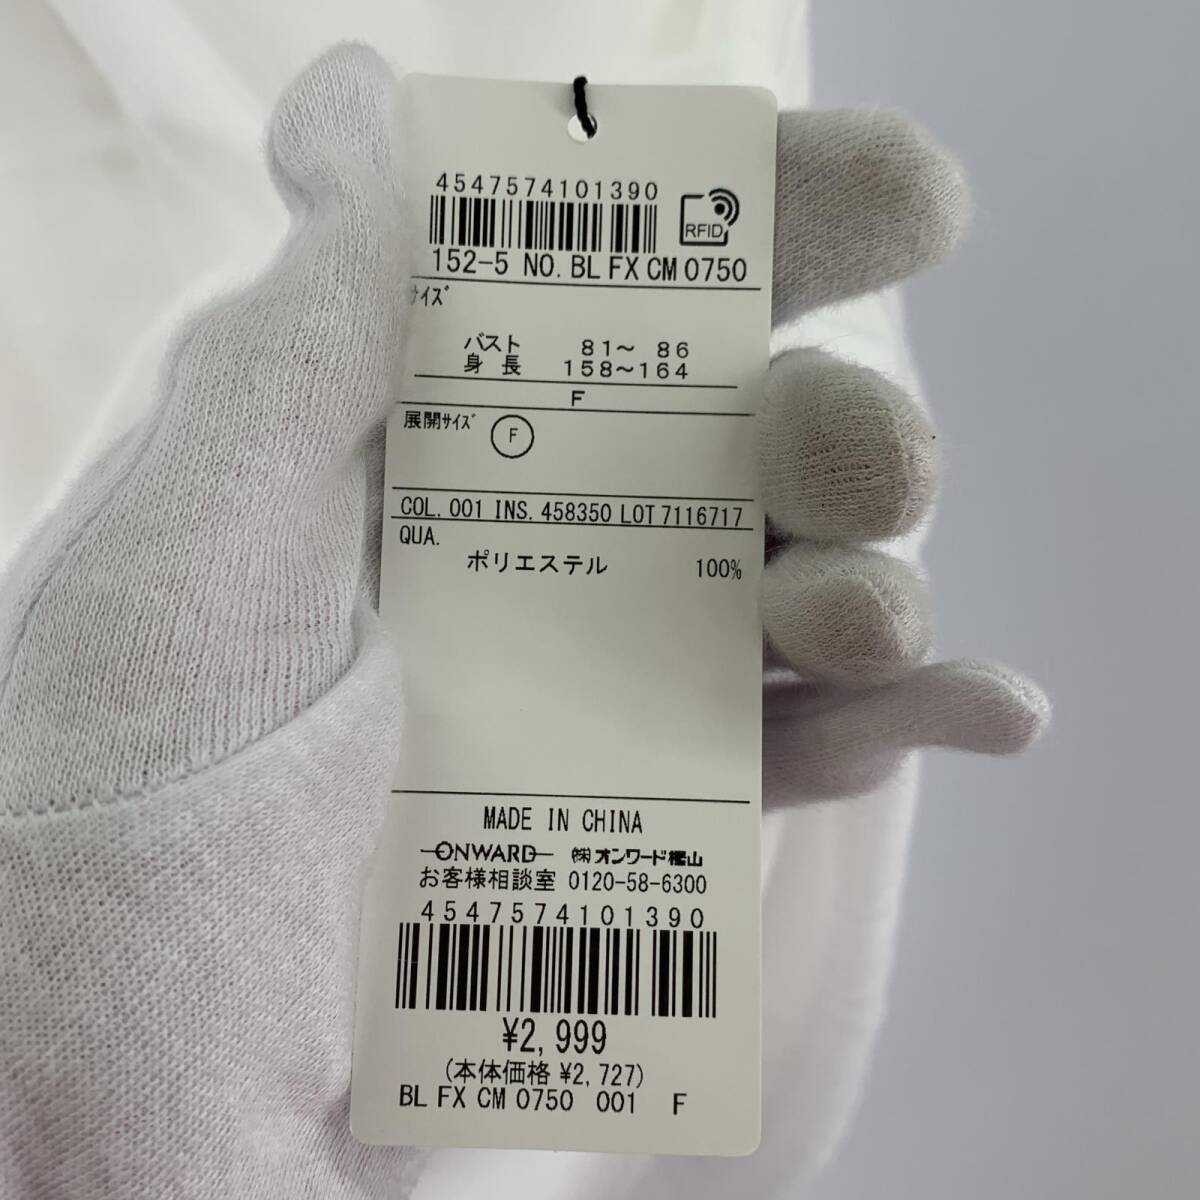 4547574101390
RFID
152-5 NO. BL FX CM 0750
サイズ
バスト 81～ 86
身長 158～164
F
展開サイズ F
COL. 001 INS. 458350 LOT 7116717
QUA.
ポリエステル 100%
MADE IN CHINA
ONWARD ㈱オンワード樫山
お客様相談室 0120-58-6300
4547574101390
¥2,999
(本体価格 ¥2,727)
BL FX CM 0750 001 F